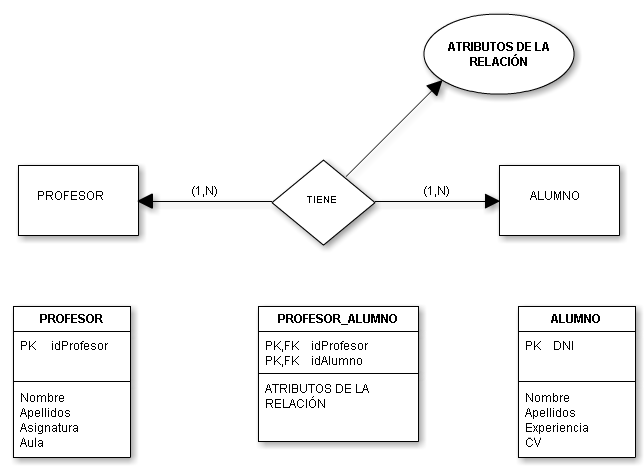 ATRIBUTOS DE LA
RELACIÓN
(1,N)
(1,N)
PROFESOR
TIENE
ALUMNO
PROFESOR
PK idProfesor
Nombre
Apellidos
Asignatura
Aula
PROFESOR_ALUMNO
PK,FK idProfesor
PK,FK idAlumno
ATRIBUTOS DE LA
RELACIÓN
ALUMNO
PK DNI
Nombre
Apellidos
Experiencia
CV